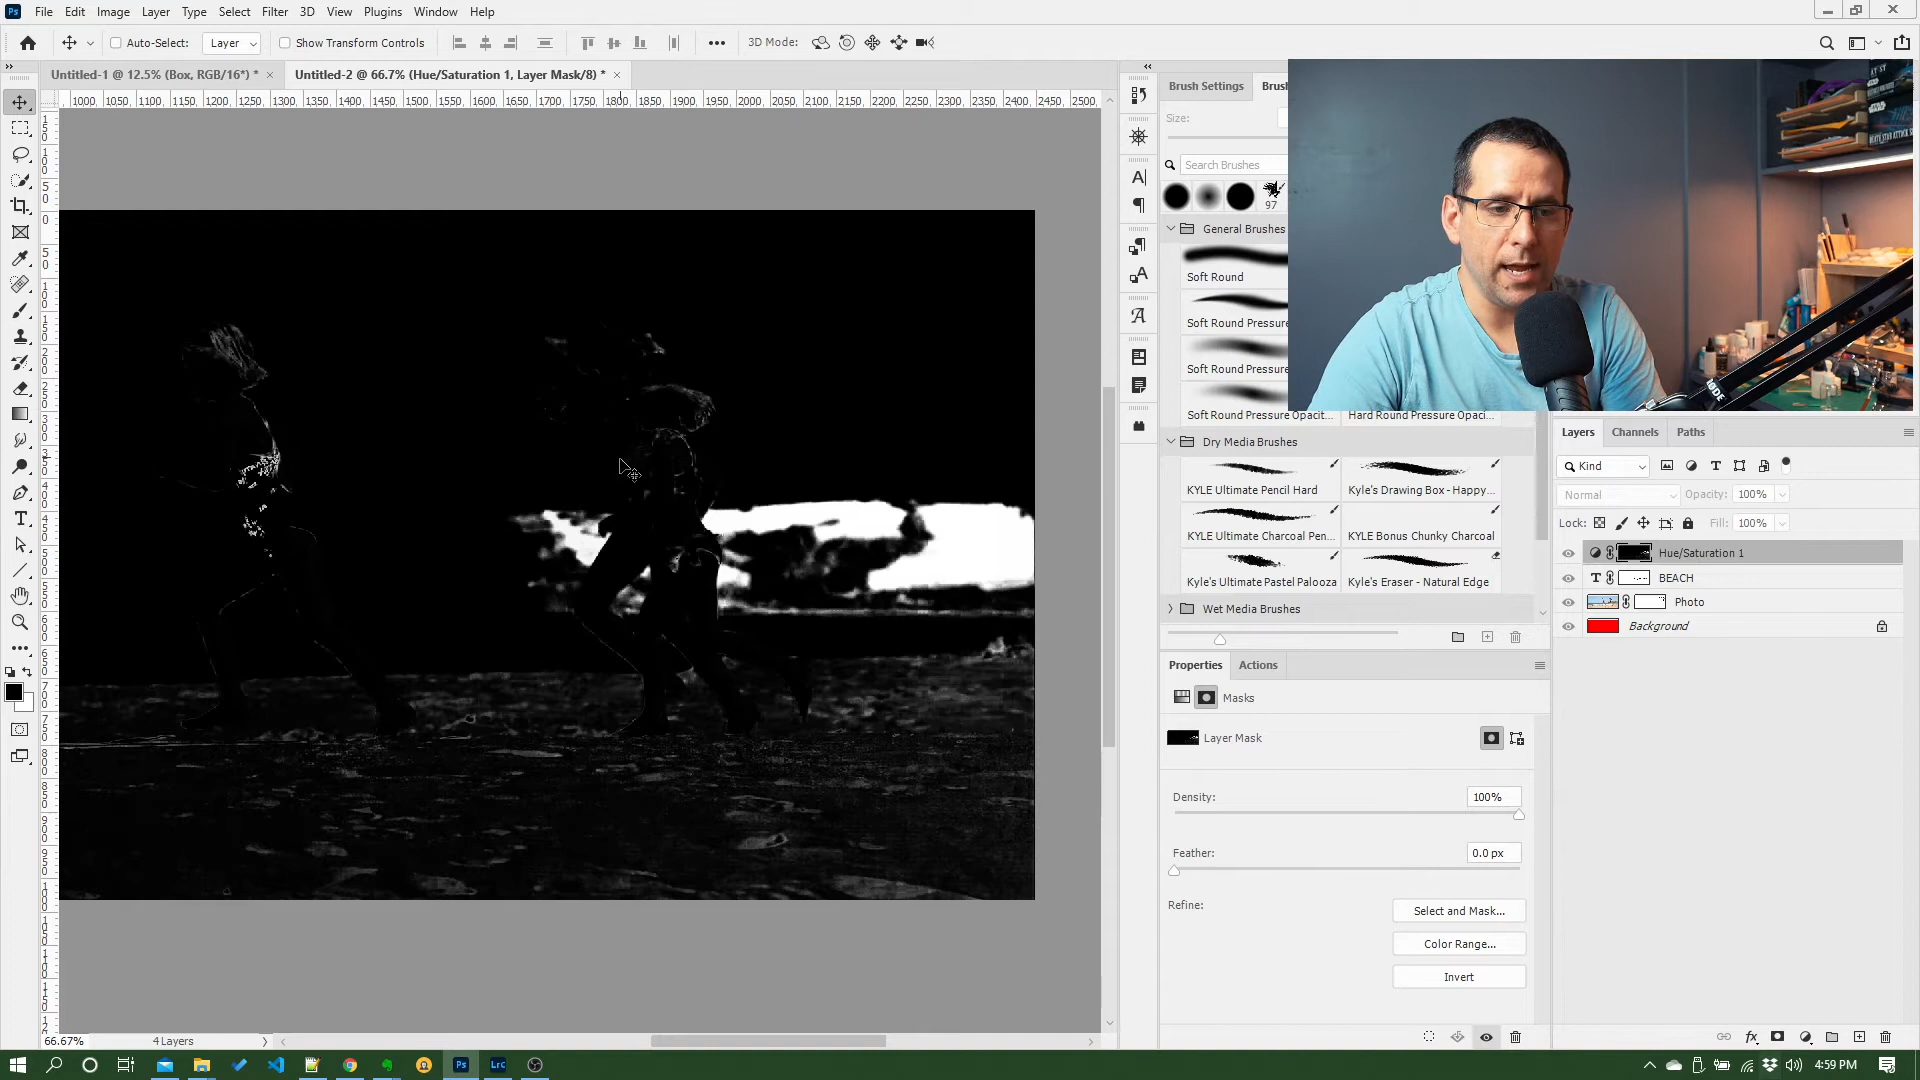 Ps File Edit Image Layer Type Select Filter 3D View Plugins Window Help
Auto-Select: Layer Show Transform Controls 3D Mode:
Untitled-1 @ 12.5% (Box, RGB/16*) * Untitled-2 @ 66.7% (Hue/Saturation 1, Layer Mask/8) *
1000 1050 1100 1150 1200 1250 1300 1350 1400 1450 1500 1550 1600 1650 1700 1750 1800 1850 1900 1950 2000 2050 2100 2150 2200 2250 2300 2350 2400 2450 2500
Brush Settings Brus
Size:
Search Brushes
97
General Brushes
Soft Round
Soft Round Pressure
Soft Round Pressure
Soft Round Pressure Opacit... Hard Round Pressure Opaci...
Dry Media Brushes
KYLE Ultimate Pencil Hard Kyle's Drawing Box - Happy...
KYLE Ultimate Charcoal Pen... KYLE Bonus Chunky Charcoal
Kyle's Ultimate Pastel Palooza Kyle's Eraser - Natural Edge
Wet Media Brushes
Properties Actions
Masks
Layer Mask
Density: 100%
Feather: 0.0 px
Refine:
Select and Mask...
Color Range...
Invert
RODE
Layers Channels Paths
Kind
Normal Opacity: 100%
Lock: Fill: 100%
Hue/Saturation 1
BEACH
Photo
Background
66.67% 4 Layers
Ps Lrc
4:59 PM